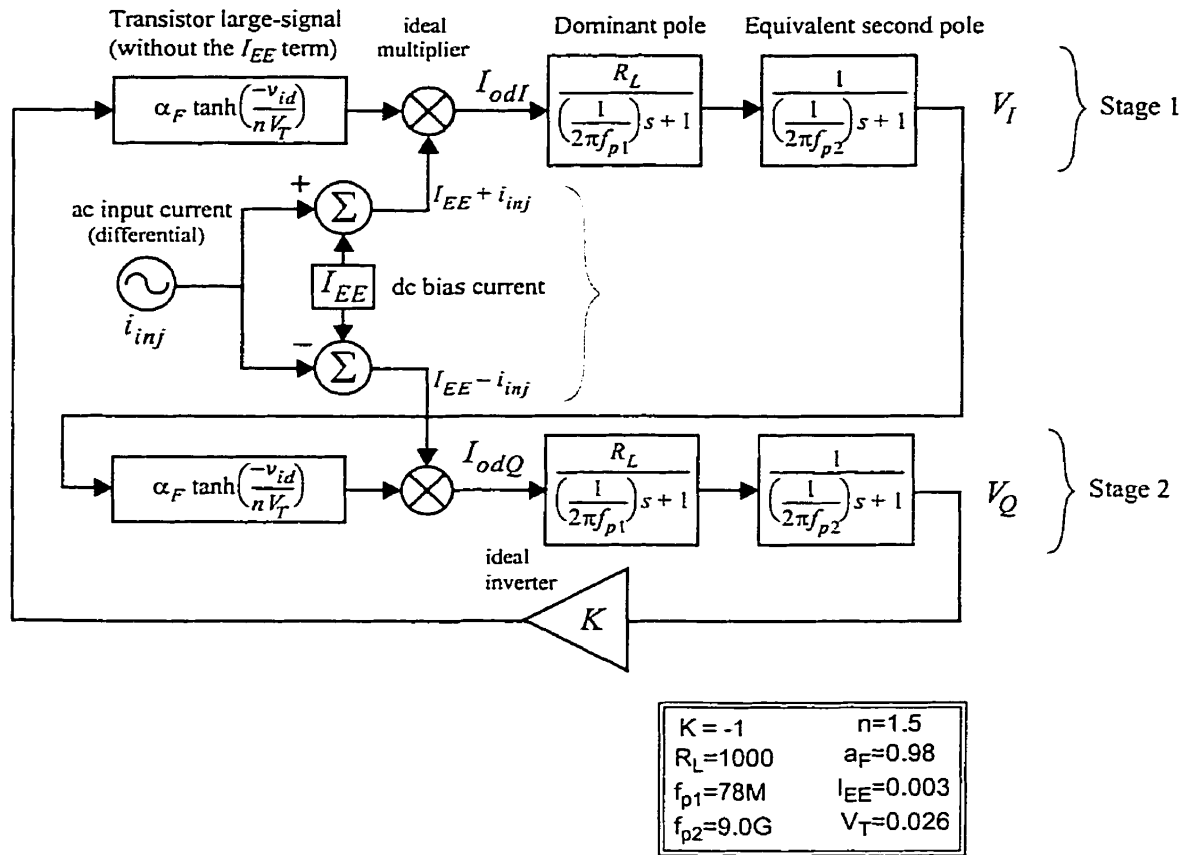 Transistor large-signal
(without the I_EE term)
ideal
multiplier
Dominant pole
Equivalent second pole
α_F tanh(-v_id / nV_T)
I_odI
R_L / ((1 / 2πf_p1)s + 1)
1 / ((1 / 2πf_p2)s + 1)
V_I
Stage 1
+
Σ
I_EE + i_inj
ac input current
(differential)
i_inj
I_EE
dc bias current
−
Σ
I_EE − i_inj
α_F tanh(-v_id / nV_T)
I_odQ
R_L / ((1 / 2πf_p1)s + 1)
1 / ((1 / 2πf_p2)s + 1)
V_Q
Stage 2
ideal
inverter
K
K = -1 n=1.5
R_L=1000 a_F=0.98
f_p1=78M I_EE=0.003
f_p2=9.0G V_T=0.026